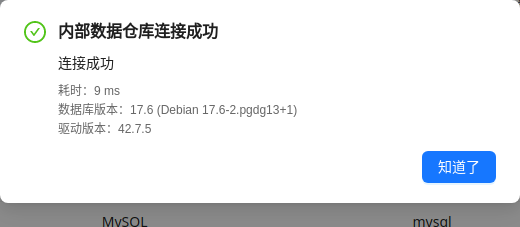 内部数据仓库连接成功
连接成功
耗时：9 ms
数据库版本：17.6 (Debian 17.6-2.pgdg13+1)
驱动版本：42.7.5
知道了
MySQL mysql